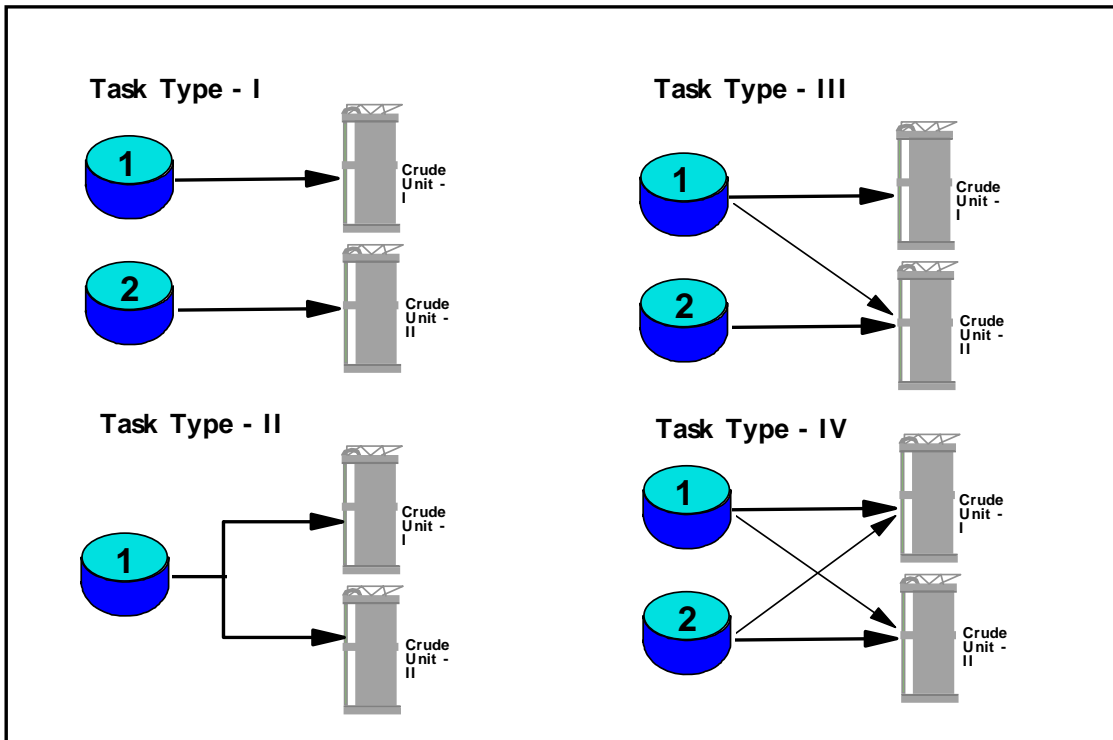 Task Type - I
1
Crude
Unit -
I
2
Crude
Unit -
II
Task Type - III
1
Crude
Unit -
I
2
Crude
Unit -
II
Task Type - II
1
Crude
Unit -
I
Crude
Unit -
II
Task Type - IV
1
Crude
Unit -
I
2
Crude
Unit -
II